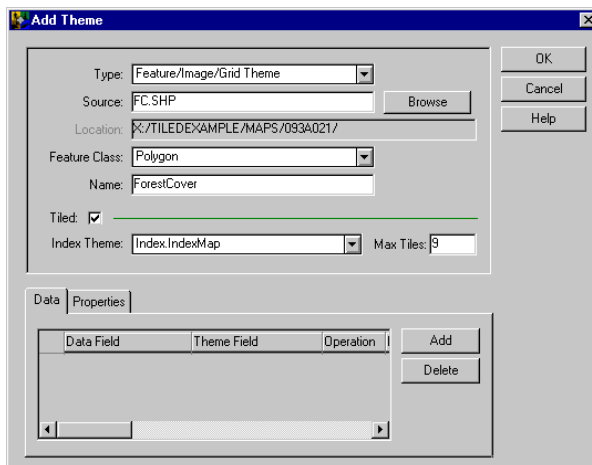 Add Theme
Type: Feature/Image/Grid Theme
OK
Source: FC.SHP Browse
Cancel
Location: X:/TILEDEXAMPLE/MAPS/093A021/
Help
Feature Class: Polygon
Name: ForestCover
Tiled:
Index Theme: Index.IndexMap Max Tiles: 9
Data Properties
Data Field Theme Field Operation
Add
Delete